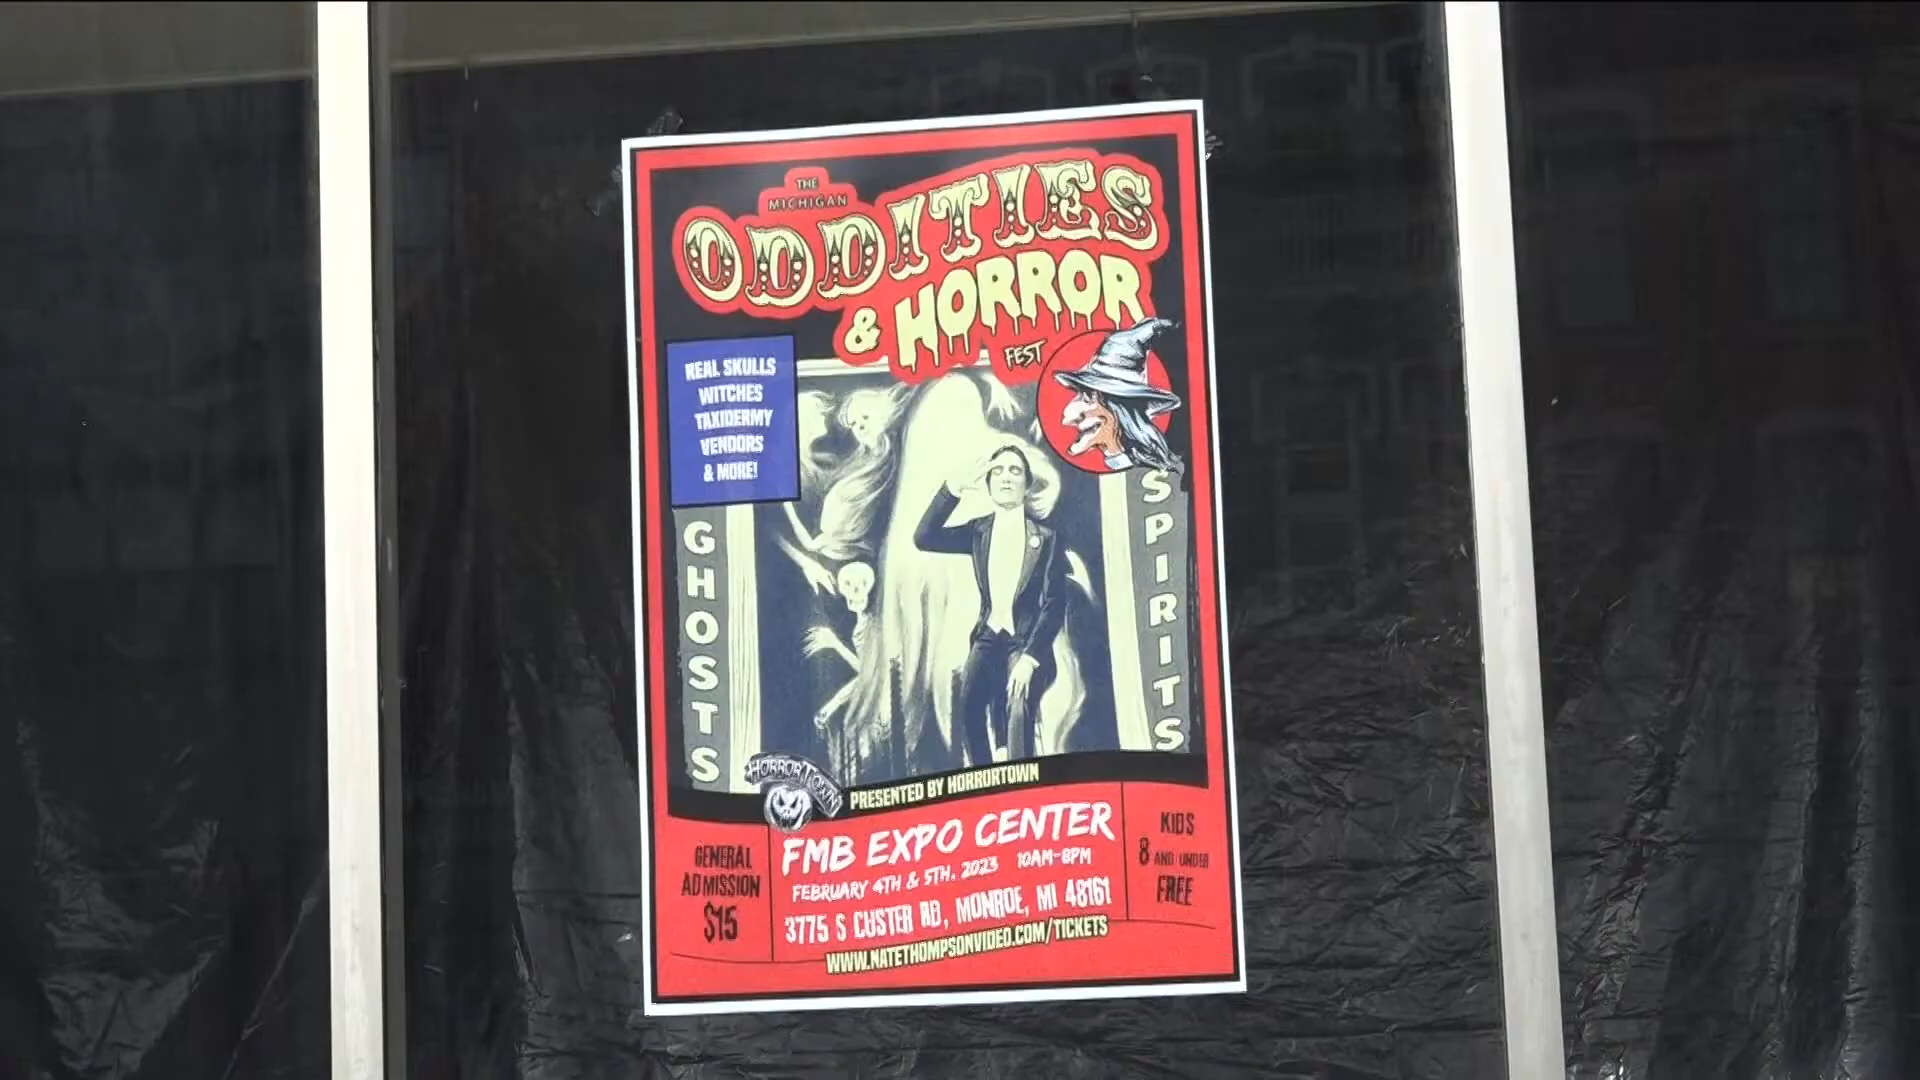 THE
MICHIGAN
ODDITIES
& HORROR
FEST
REAL SKULLS
WITCHES
TAXIDERMY
VENDORS
& MORE!
GHOSTS
SPIRITS
HORRORTOWN
PRESENTED BY HORRORTOWN
GENERAL
ADMISSION
$15
FMB EXPO CENTER
FEBRUARY 4TH & 5TH, 2023 10AM-8PM
3775 S CUSTER RD, MONROE, MI 48161
WWW.NATETHOMPSONVIDEO.COM/TICKETS
KIDS
8 AND UNDER
FREE